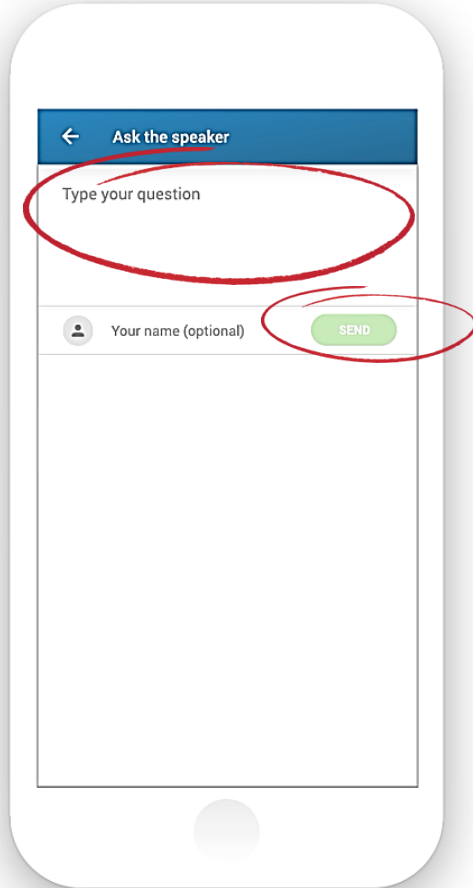 Ask the speaker
Type your question
Your name (optional)
SEND